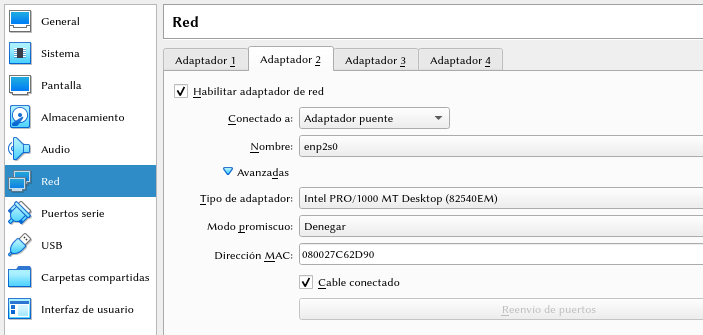 General
Sistema
Pantalla
Almacenamiento
Audio
Red
Puertos serie
USB
Carpetas compartidas
Interfaz de usuario
Red
Adaptador 1 Adaptador 2 Adaptador 3 Adaptador 4
Habilitar adaptador de red
Conectado a: Adaptador puente
Nombre: enp2s0
Avanzadas
Tipo de adaptador: Intel PRO/1000 MT Desktop (82540EM)
Modo promiscuo: Denegar
Dirección MAC: 080027C62D90
Cable conectado
Reenvío de puertos